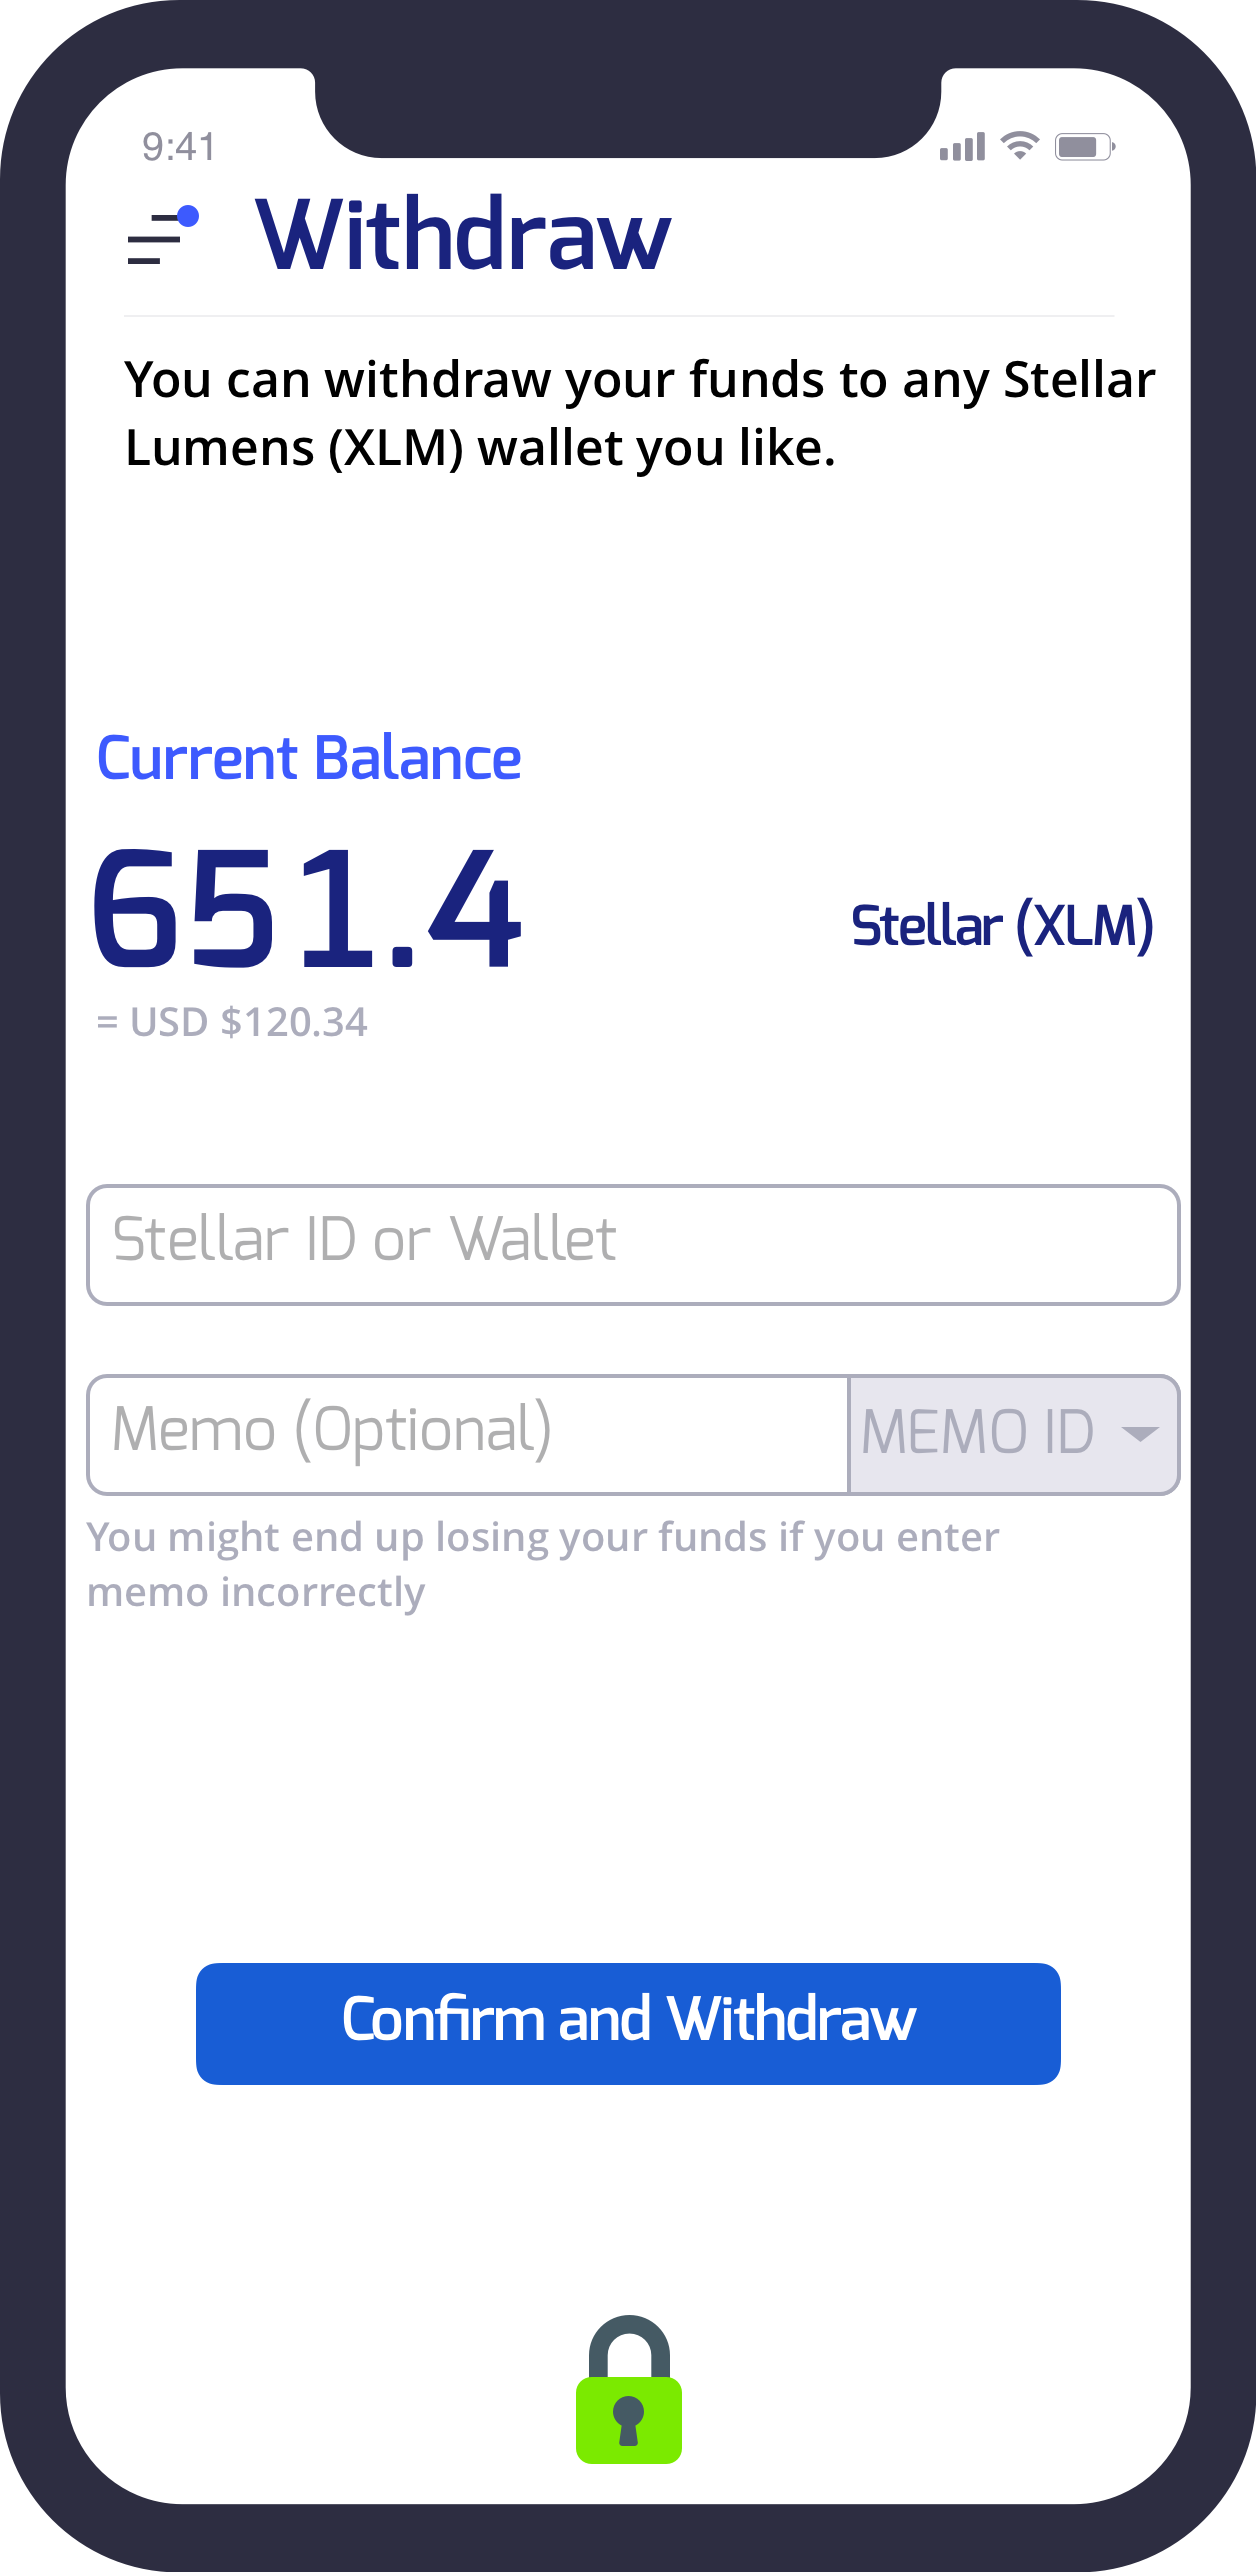 9:41
Withdraw
You can withdraw your funds to any Stellar
Lumens (XLM) wallet you like.
Current Balance
651.4
Stellar (XLM)
= USD $120.34
Stellar ID or Wallet
Memo (Optional)
MEMO ID
You might end up losing your funds if you enter
memo incorrectly
Confirm and Withdraw